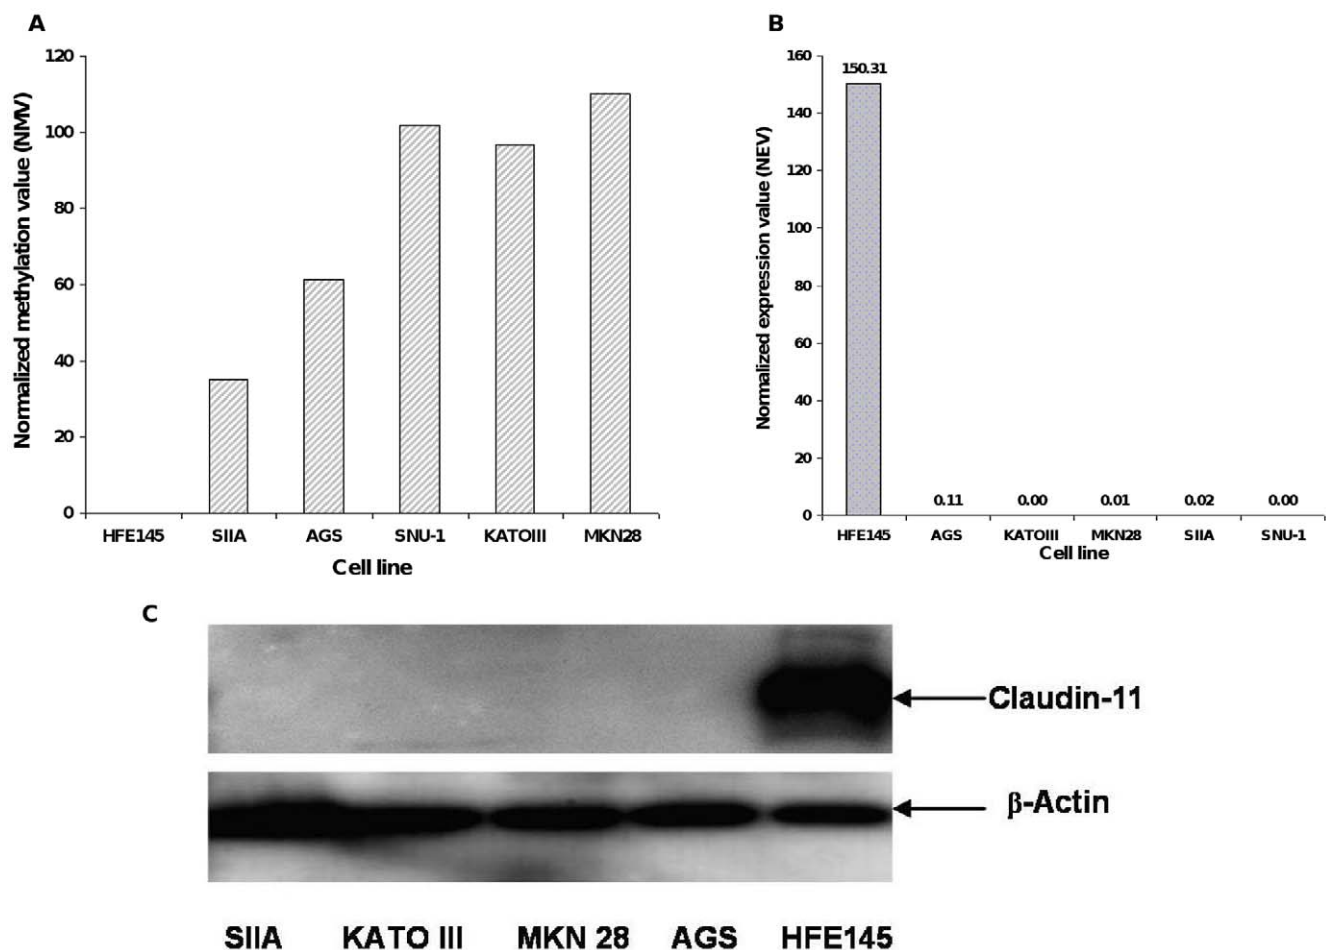 A
Normalized methylation value (NMV)
120
100
80
60
40
20
0
HFE145 SIIA AGS SNU-1 KATOIII MKN28
Cell line
B
Normalized expression value (NEV)
160
140
120
100
80
60
40
20
0
150.31
0.11 0.00 0.01 0.02 0.00
HFE145 AGS KATOIII MKN28 SIIA SNU-1
Cell line
C
Claudin-11
β-Actin
SIIA KATO III MKN 28 AGS HFE145